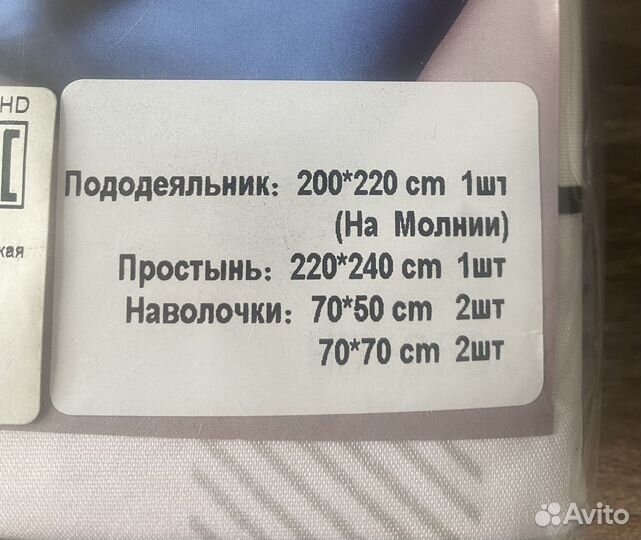 HD
кая
Пододеяльник: 200*220 cm 1шт
(На Молнии)
Простынь: 220*240 cm 1шт
Наволочки: 70*50 cm 2шт
70*70 cm 2шт
Avito